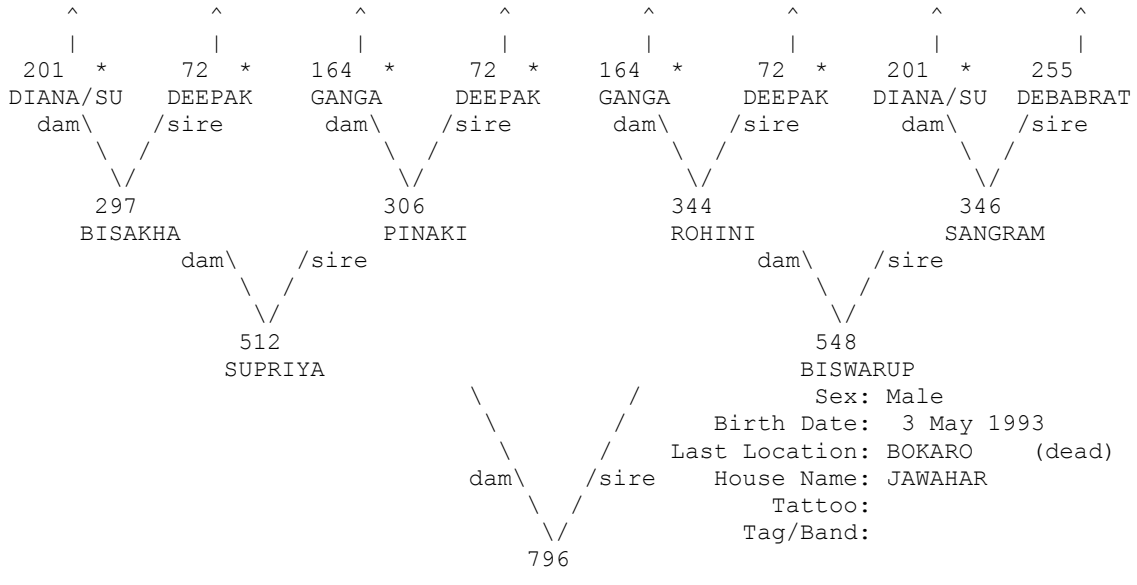 ^ ^ ^ ^ ^ ^ ^ ^
| | | | | | | |
201 * 72 * 164 * 72 * 164 * 72 * 201 * 255
DIANA/SU DEEPAK GANGA DEEPAK GANGA DEEPAK DIANA/SU DEBABRAT
dam\ /sire dam\ /sire dam\ /sire dam\ /sire
\ / \ / \ / \ /
\/ \/ \/ \/
297 306 344 346
BISAKHA PINAKI ROHINI SANGRAM
dam\ /sire dam\ /sire
\ / \ /
\/ \/
512 548
SUPRIYA BISWARUP
\ / Sex: Male
\ / Birth Date: 3 May 1993
\ / Last Location: BOKARO (dead)
dam\ /sire House Name: JAWAHAR
\ / Tattoo:
\/ Tag/Band:
796